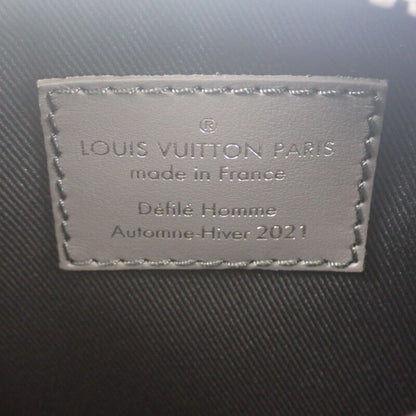 ®
LOUIS VUITTON PARIS
made in France
Défilé Homme
Automne-Hiver 2021